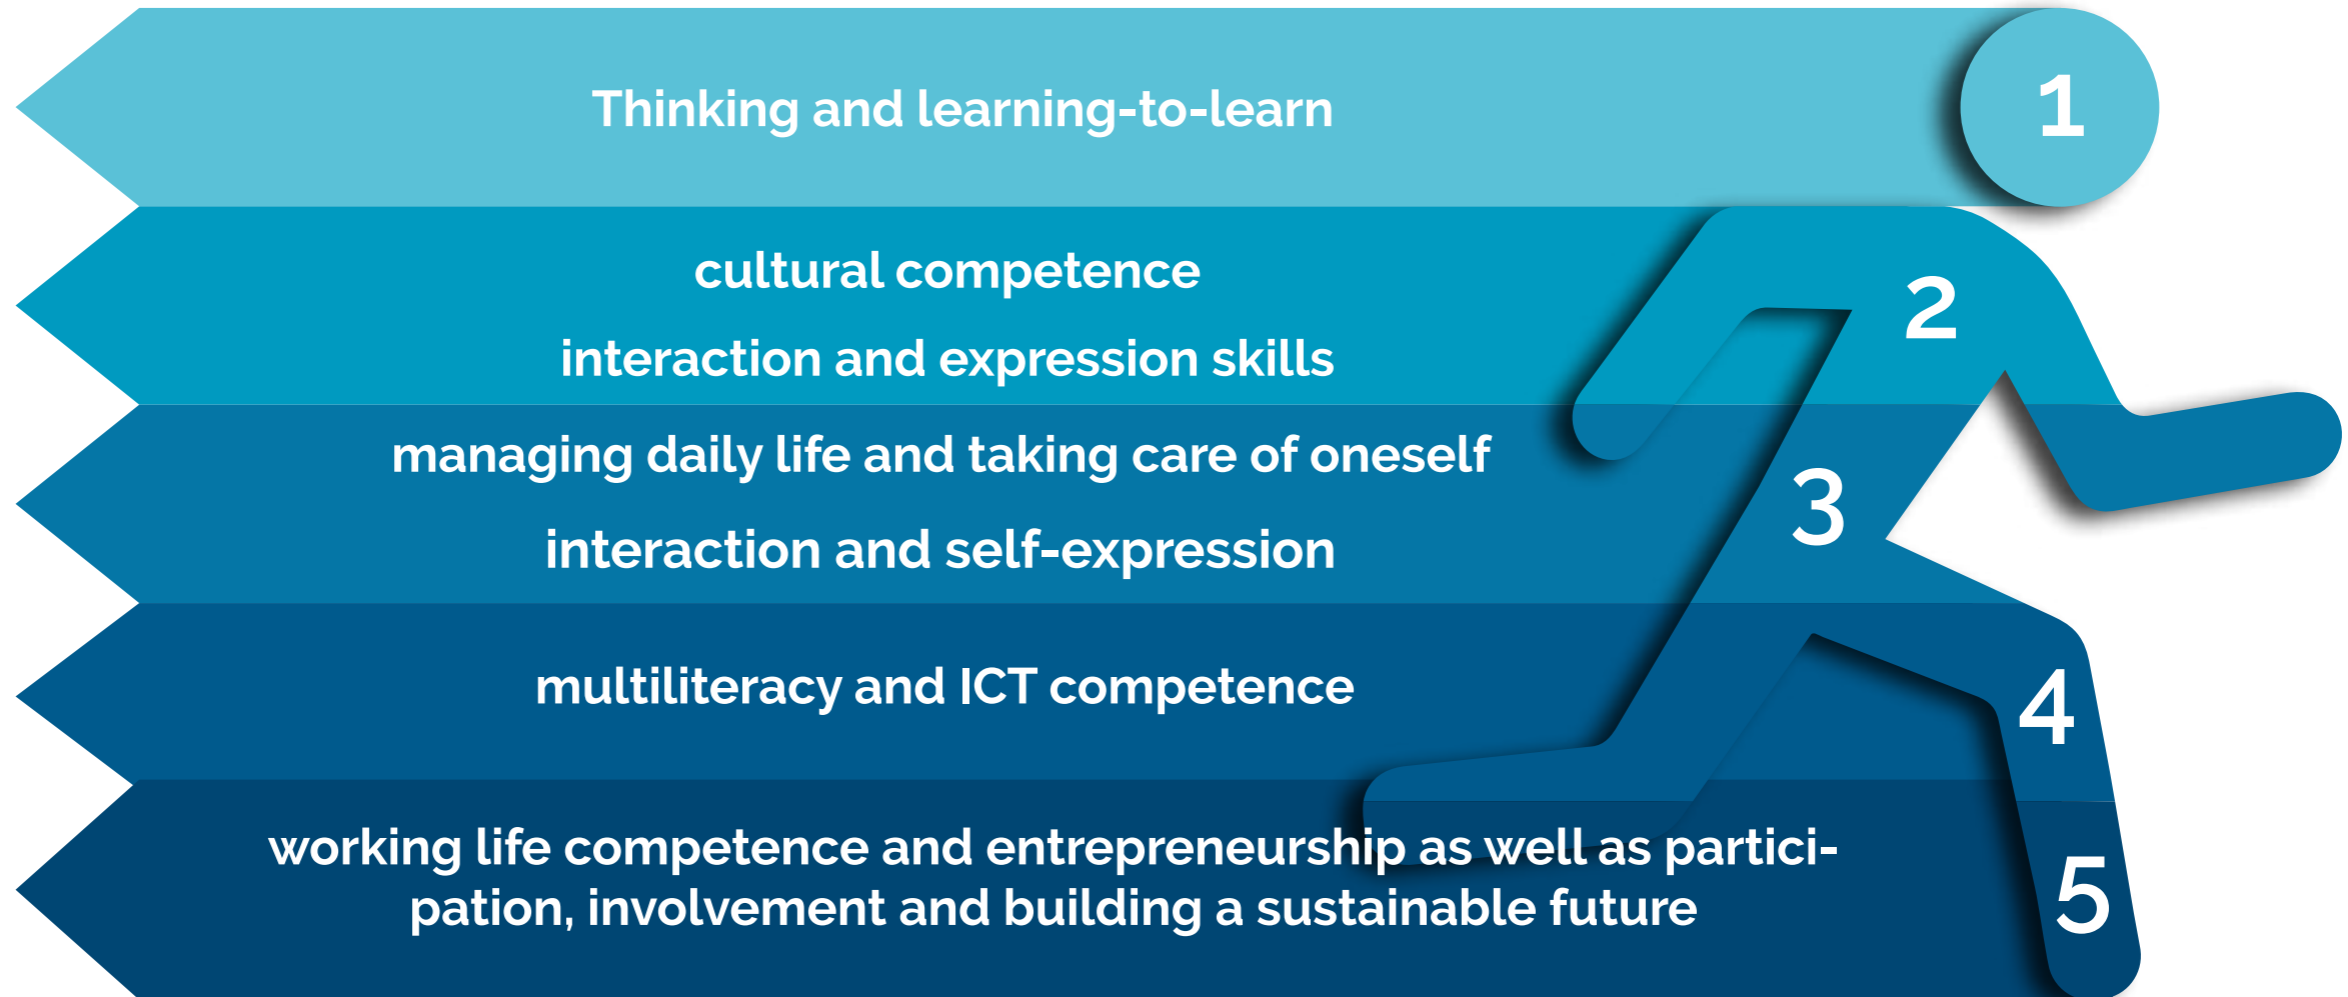 Thinking and learning-to-learn
1
cultural competence
interaction and expression skills
2
managing daily life and taking care of oneself
interaction and self-expression
3
multiliteracy and ICT competence
4
working life competence and entrepreneurship as well as partici-
pation, involvement and building a sustainable future
5